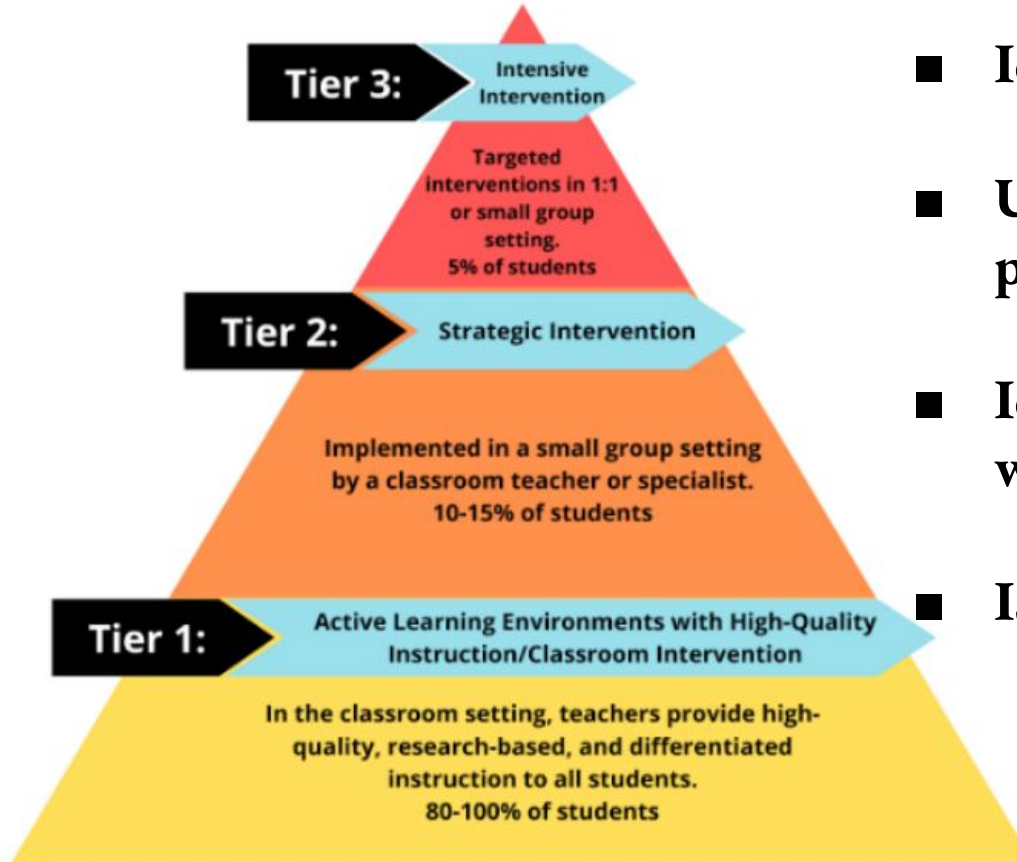 Tier 3:
Intensive
Intervention
Targeted
interventions in 1:1
or small group
setting.
5% of students
Tier 2:
Strategic Intervention
Implemented in a small group setting
by a classroom teacher or specialist.
10-15% of students
Tier 1:
Active Learning Environments with High-Quality
Instruction/Classroom Intervention
In the classroom setting, teachers provide high-
quality, research-based, and differentiated
instruction to all students.
80-100% of students